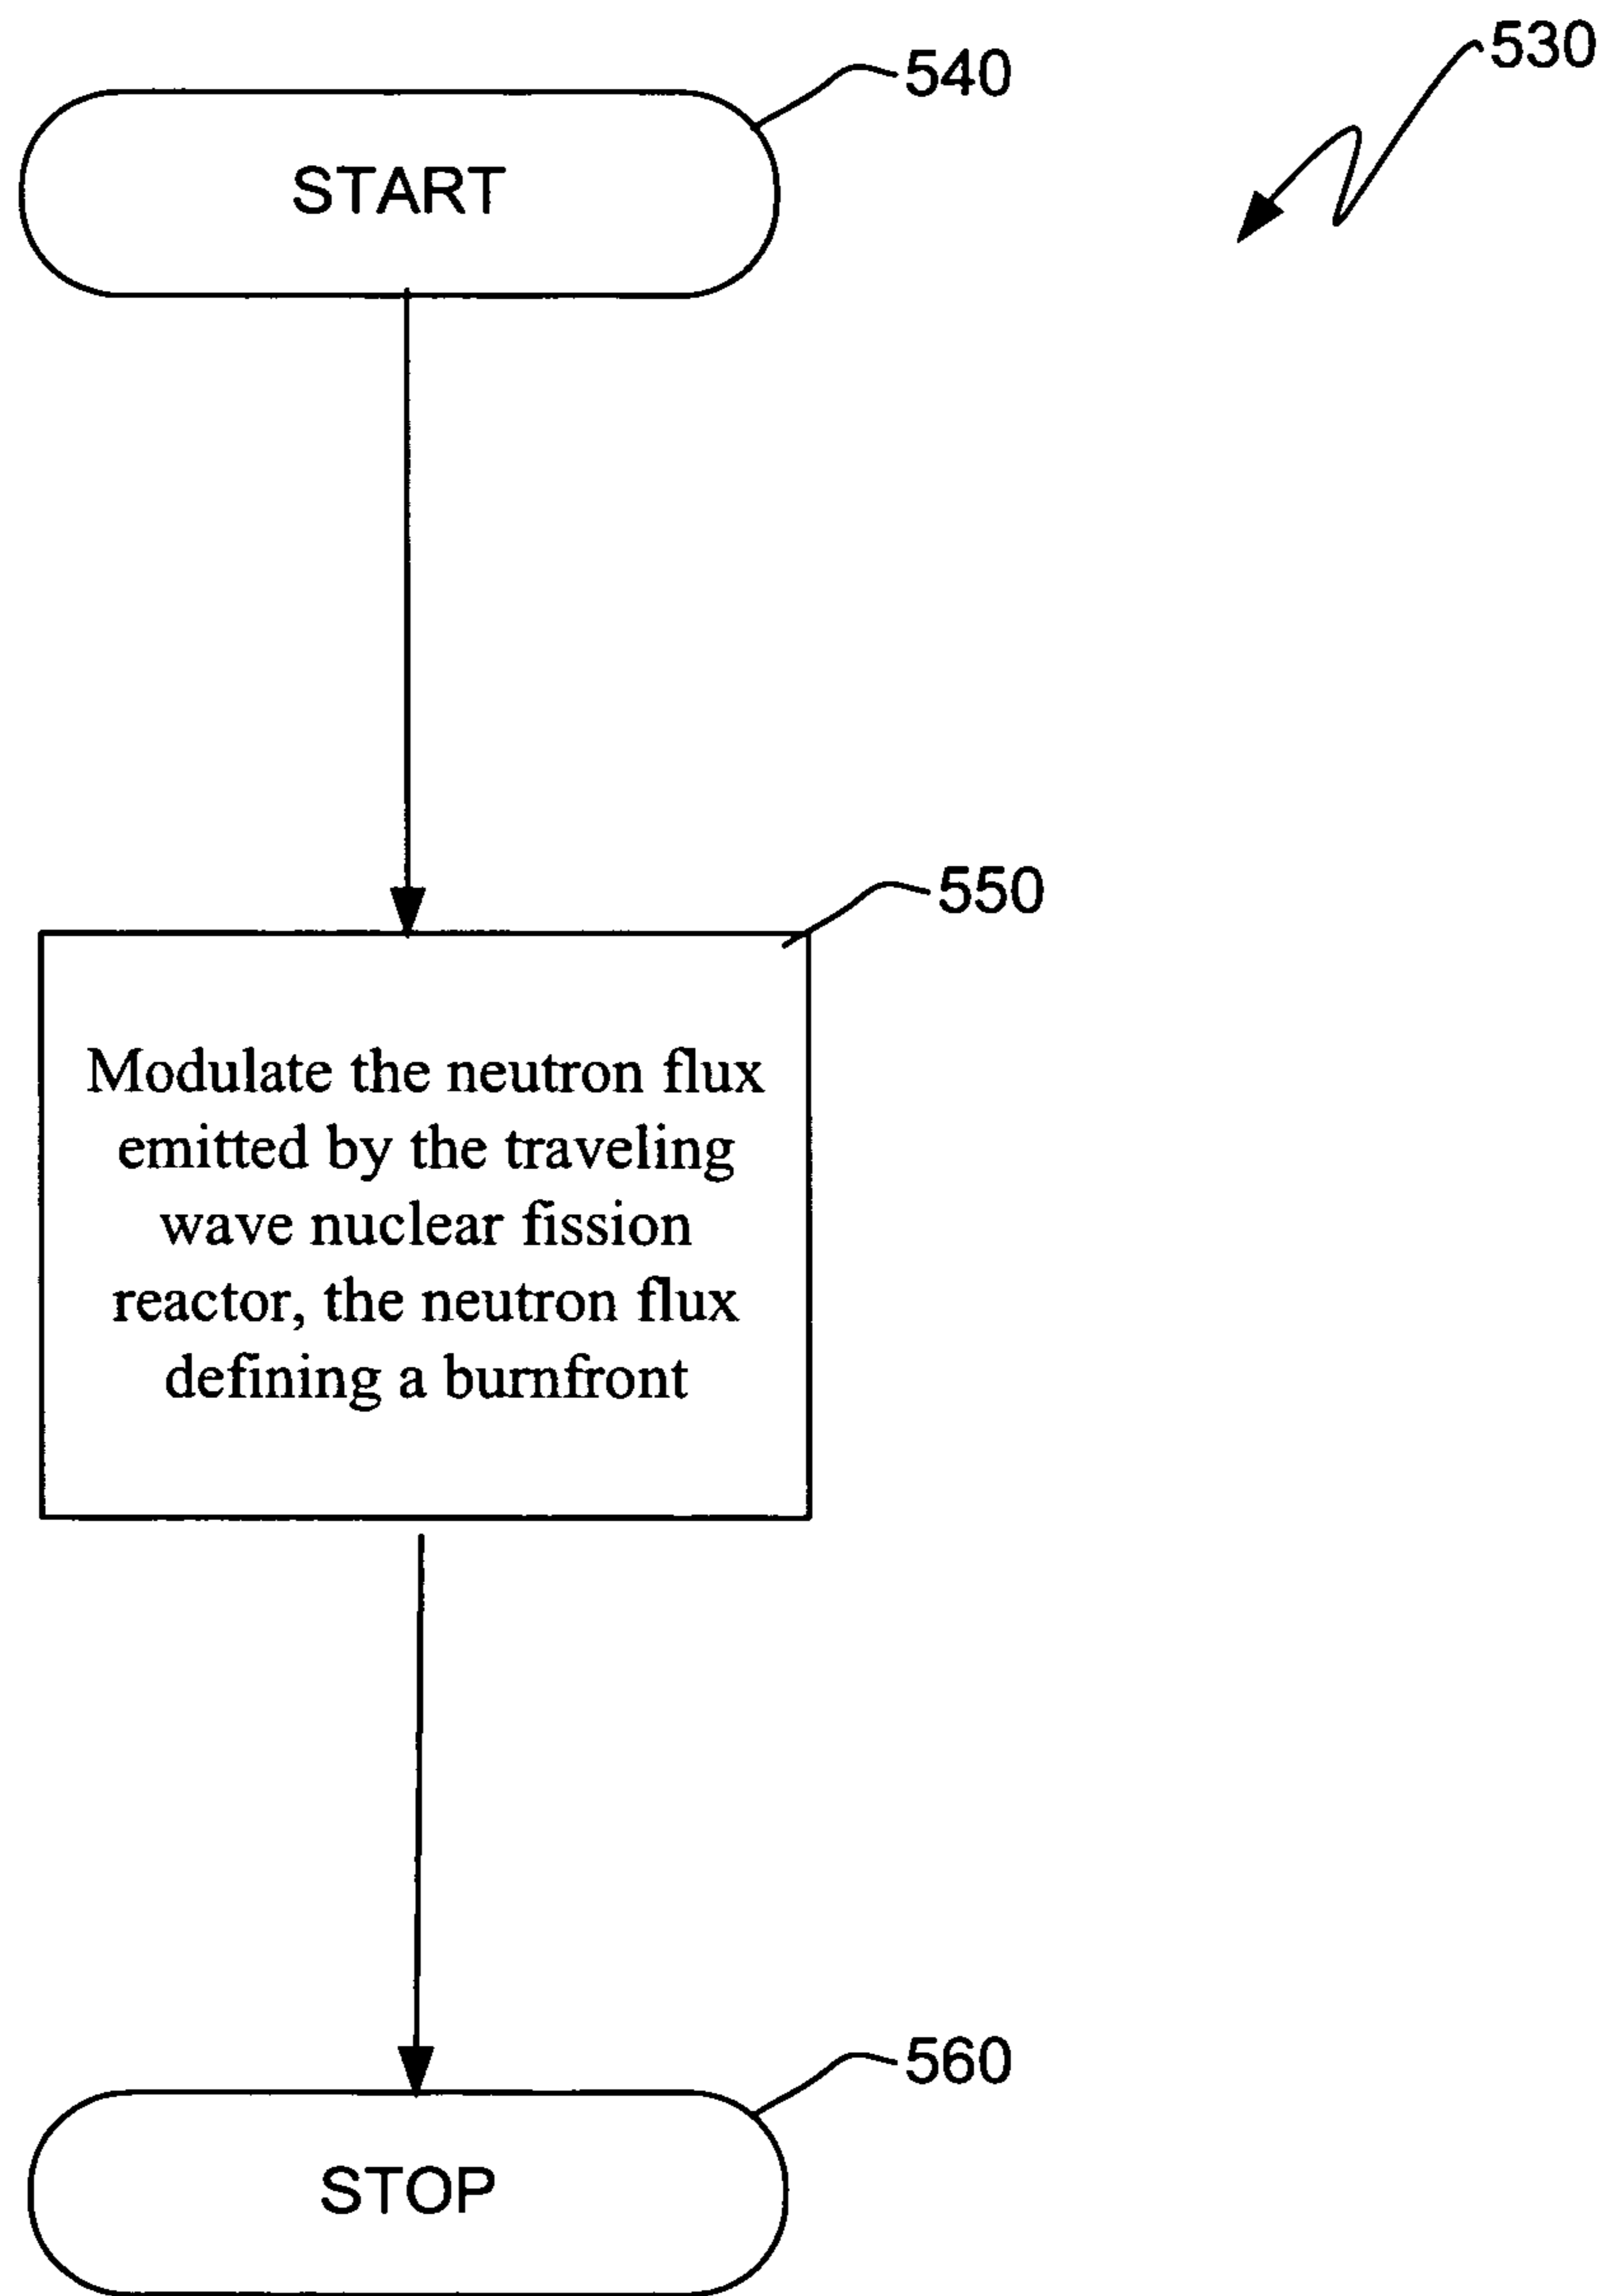 530
540
START
550
Modulate the neutron flux
emitted by the traveling
wave nuclear fission
reactor, the neutron flux
defining a burnfront
560
STOP